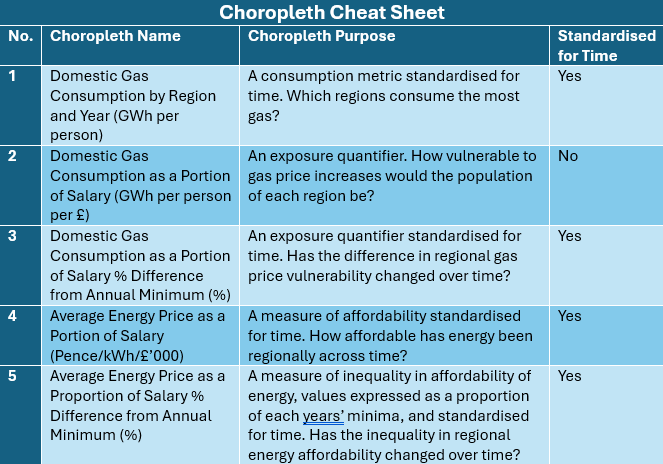 Choropleth Cheat Sheet
No. Choropleth Name Choropleth Purpose Standardised
for Time
1 Domestic Gas A consumption metric standardised for Yes
Consumption by Region time. Which regions consume the most
and Year (GWh per gas?
person)
2 Domestic Gas An exposure quantifier. How vulnerable to No
Consumption as a Portion gas price increases would the population
of Salary (GWh per person of each region be?
per £)
3 Domestic Gas An exposure quantifier standardised for Yes
Consumption as a Portion time. Has the difference in regional gas
of Salary % Difference price vulnerability changed over time?
from Annual Minimum (%)
4 Average Energy Price as a A measure of affordability standardised Yes
Portion of Salary for time. How affordable has energy been
(Pence/kWh/£’000) regionally across time?
5 Average Energy Price as a A measure of inequality in affordability of Yes
Proportion of Salary % energy, values expressed as a proportion
Difference from Annual of each years’ minima, and standardised
Minimum (%) for time. Has the inequality in regional
energy affordability changed over time?